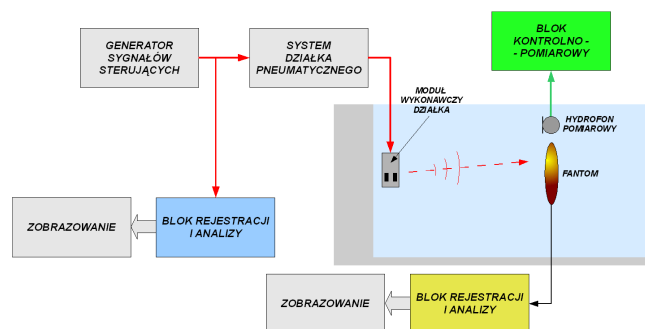 GENERATOR
SYGNAŁÓW
STERUJĄCYCH
SYSTEM
DZIAŁKA
PNEUMATYCZNEGO
BLOK
KONTROLNO -
- POMIAROWY
MODUŁ
WYKONAWCZY
DZIAŁKA
HYDROFON
POMIAROWY
FANTOM
ZOBRAZOWANIE
BLOK REJESTRACJI
I ANALIZY
ZOBRAZOWANIE
BLOK REJESTRACJI
I ANALIZY